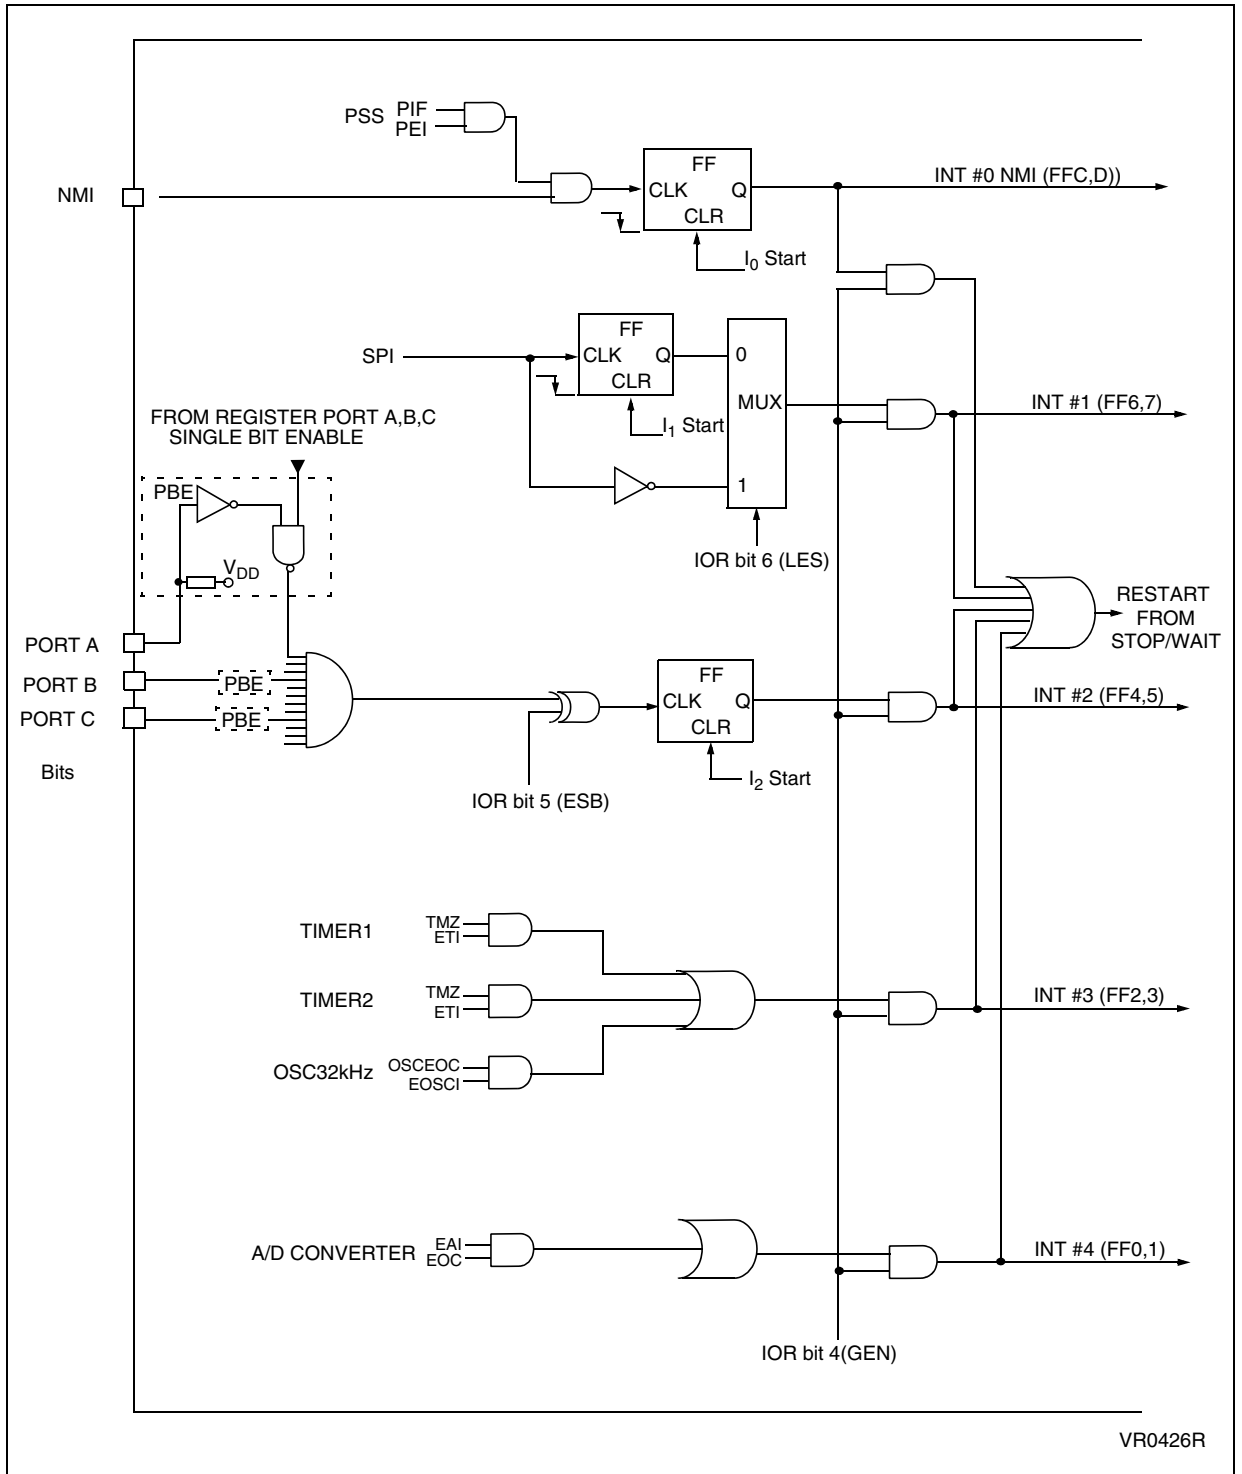 PSS PIF
PEI
NMI
FF
CLK Q
CLR
I0 Start
INT #0 NMI (FFC,D))
SPI
FF
CLK Q
CLR
I1 Start
0
MUX
1
IOR bit 6 (LES)
INT #1 (FF6,7)
FROM REGISTER PORT A,B,C
SINGLE BIT ENABLE
PBE
VDD
PORT A
PORT B
PBE
PORT C
PBE
Bits
IOR bit 5 (ESB)
FF
CLK Q
CLR
I2 Start
INT #2 (FF4,5)
RESTART
FROM
STOP/WAIT
TIMER1
TMZ
ETI
TIMER2
TMZ
ETI
OSC32kHz
OSCEOC
EOSCI
INT #3 (FF2,3)
A/D CONVERTER
EAI
EOC
INT #4 (FF0,1)
IOR bit 4(GEN)
VR0426R